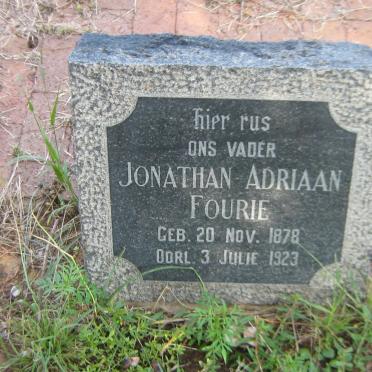 Hier rus
ONS VADER
JONATHAN ADRIAAN
FOURIE
GEB. 20 NOV. 1878
OORL. 3 JULIE 1923